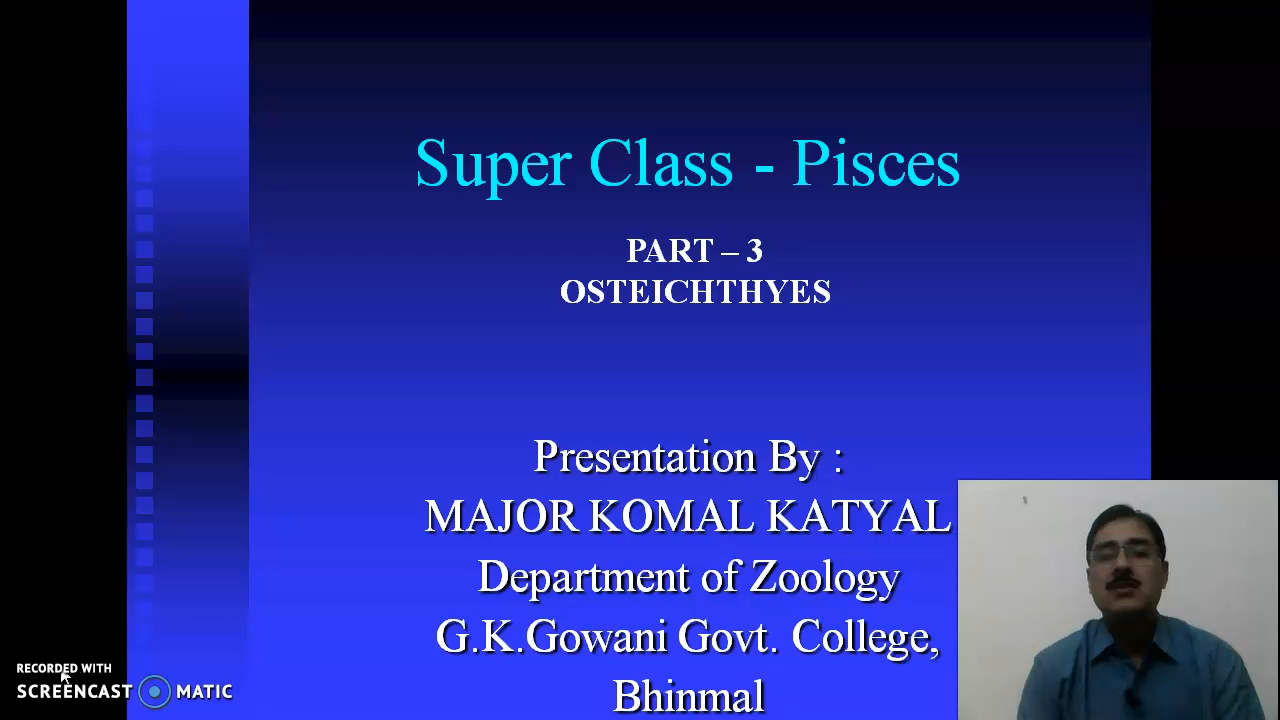 Super Class - Pisces
PART – 3
OSTEICHTHYES
Presentation By :
MAJOR KOMAL KATYAL
Department of Zoology
G.K.Gowani Govt. College,
Bhinmal
RECORDED WITH
SCREENCAST MATIC